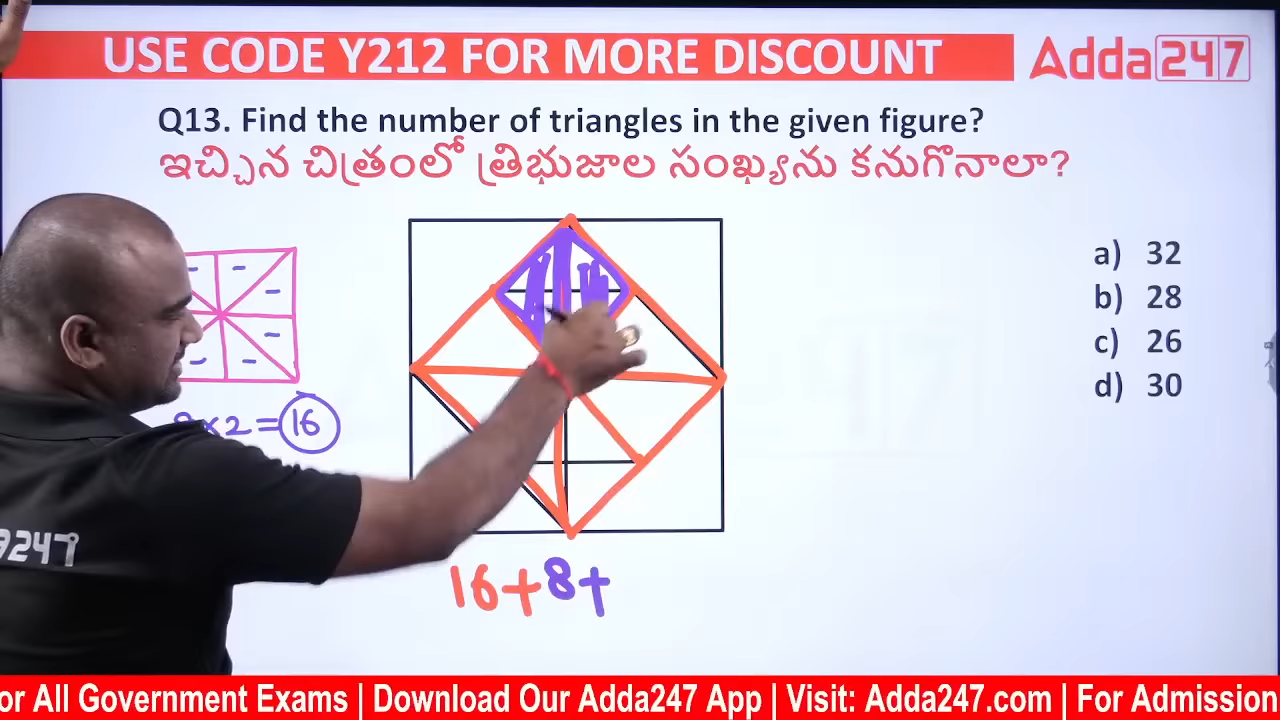 USE CODE Y212 FOR MORE DISCOUNT
Adda247
Q13. Find the number of triangles in the given figure?
ఇచ్చిన చిత్రంలో త్రిభుజాల సంఖ్యను కనుగొనాలా?
a) 32
b) 28
c) 26
d) 30
×2 = 16
247
16+8+
or All Government Exams | Download Our Adda247 App | Visit: Adda247.com | For Admission